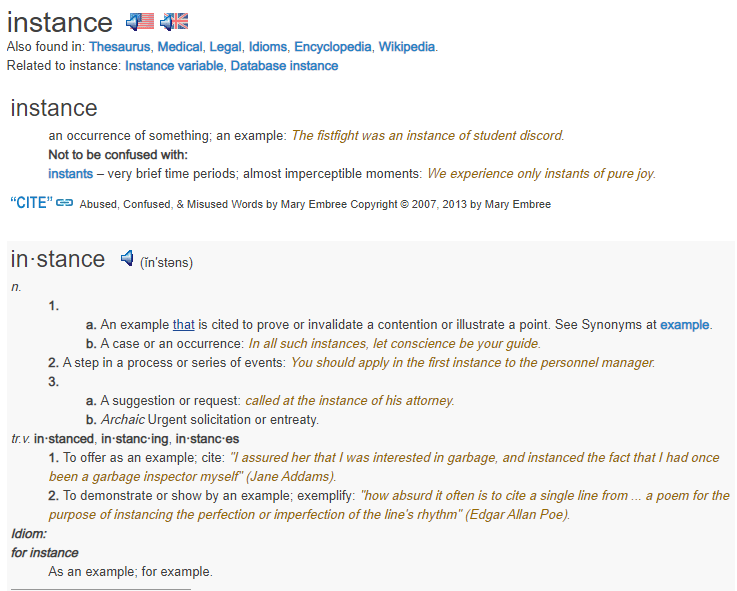 instance
Also found in: Thesaurus, Medical, Legal, Idioms, Encyclopedia, Wikipedia.
Related to instance: Instance variable, Database instance
instance
an occurrence of something; an example: The fistfight was an instance of student discord.
Not to be confused with:
instants – very brief time periods; almost imperceptible moments: We experience only instants of pure joy.
“CITE” Abused, Confused, & Misused Words by Mary Embree Copyright © 2007, 2013 by Mary Embree
in·stance (ĭn′stəns)
n.
1.
a. An example that is cited to prove or invalidate a contention or illustrate a point. See Synonyms at example.
b. A case or an occurrence: In all such instances, let conscience be your guide.
2. A step in a process or series of events: You should apply in the first instance to the personnel manager.
3.
a. A suggestion or request: called at the instance of his attorney.
b. Archaic Urgent solicitation or entreaty.
tr.v. in·stanced, in·stanc·ing, in·stanc·es
1. To offer as an example; cite: "I assured her that I was interested in garbage, and instanced the fact that I had once
been a garbage inspector myself" (Jane Addams).
2. To demonstrate or show by an example; exemplify: "how absurd it often is to cite a single line from ... a poem for the
purpose of instancing the perfection or imperfection of the line's rhythm" (Edgar Allan Poe).
Idiom:
for instance
As an example; for example.